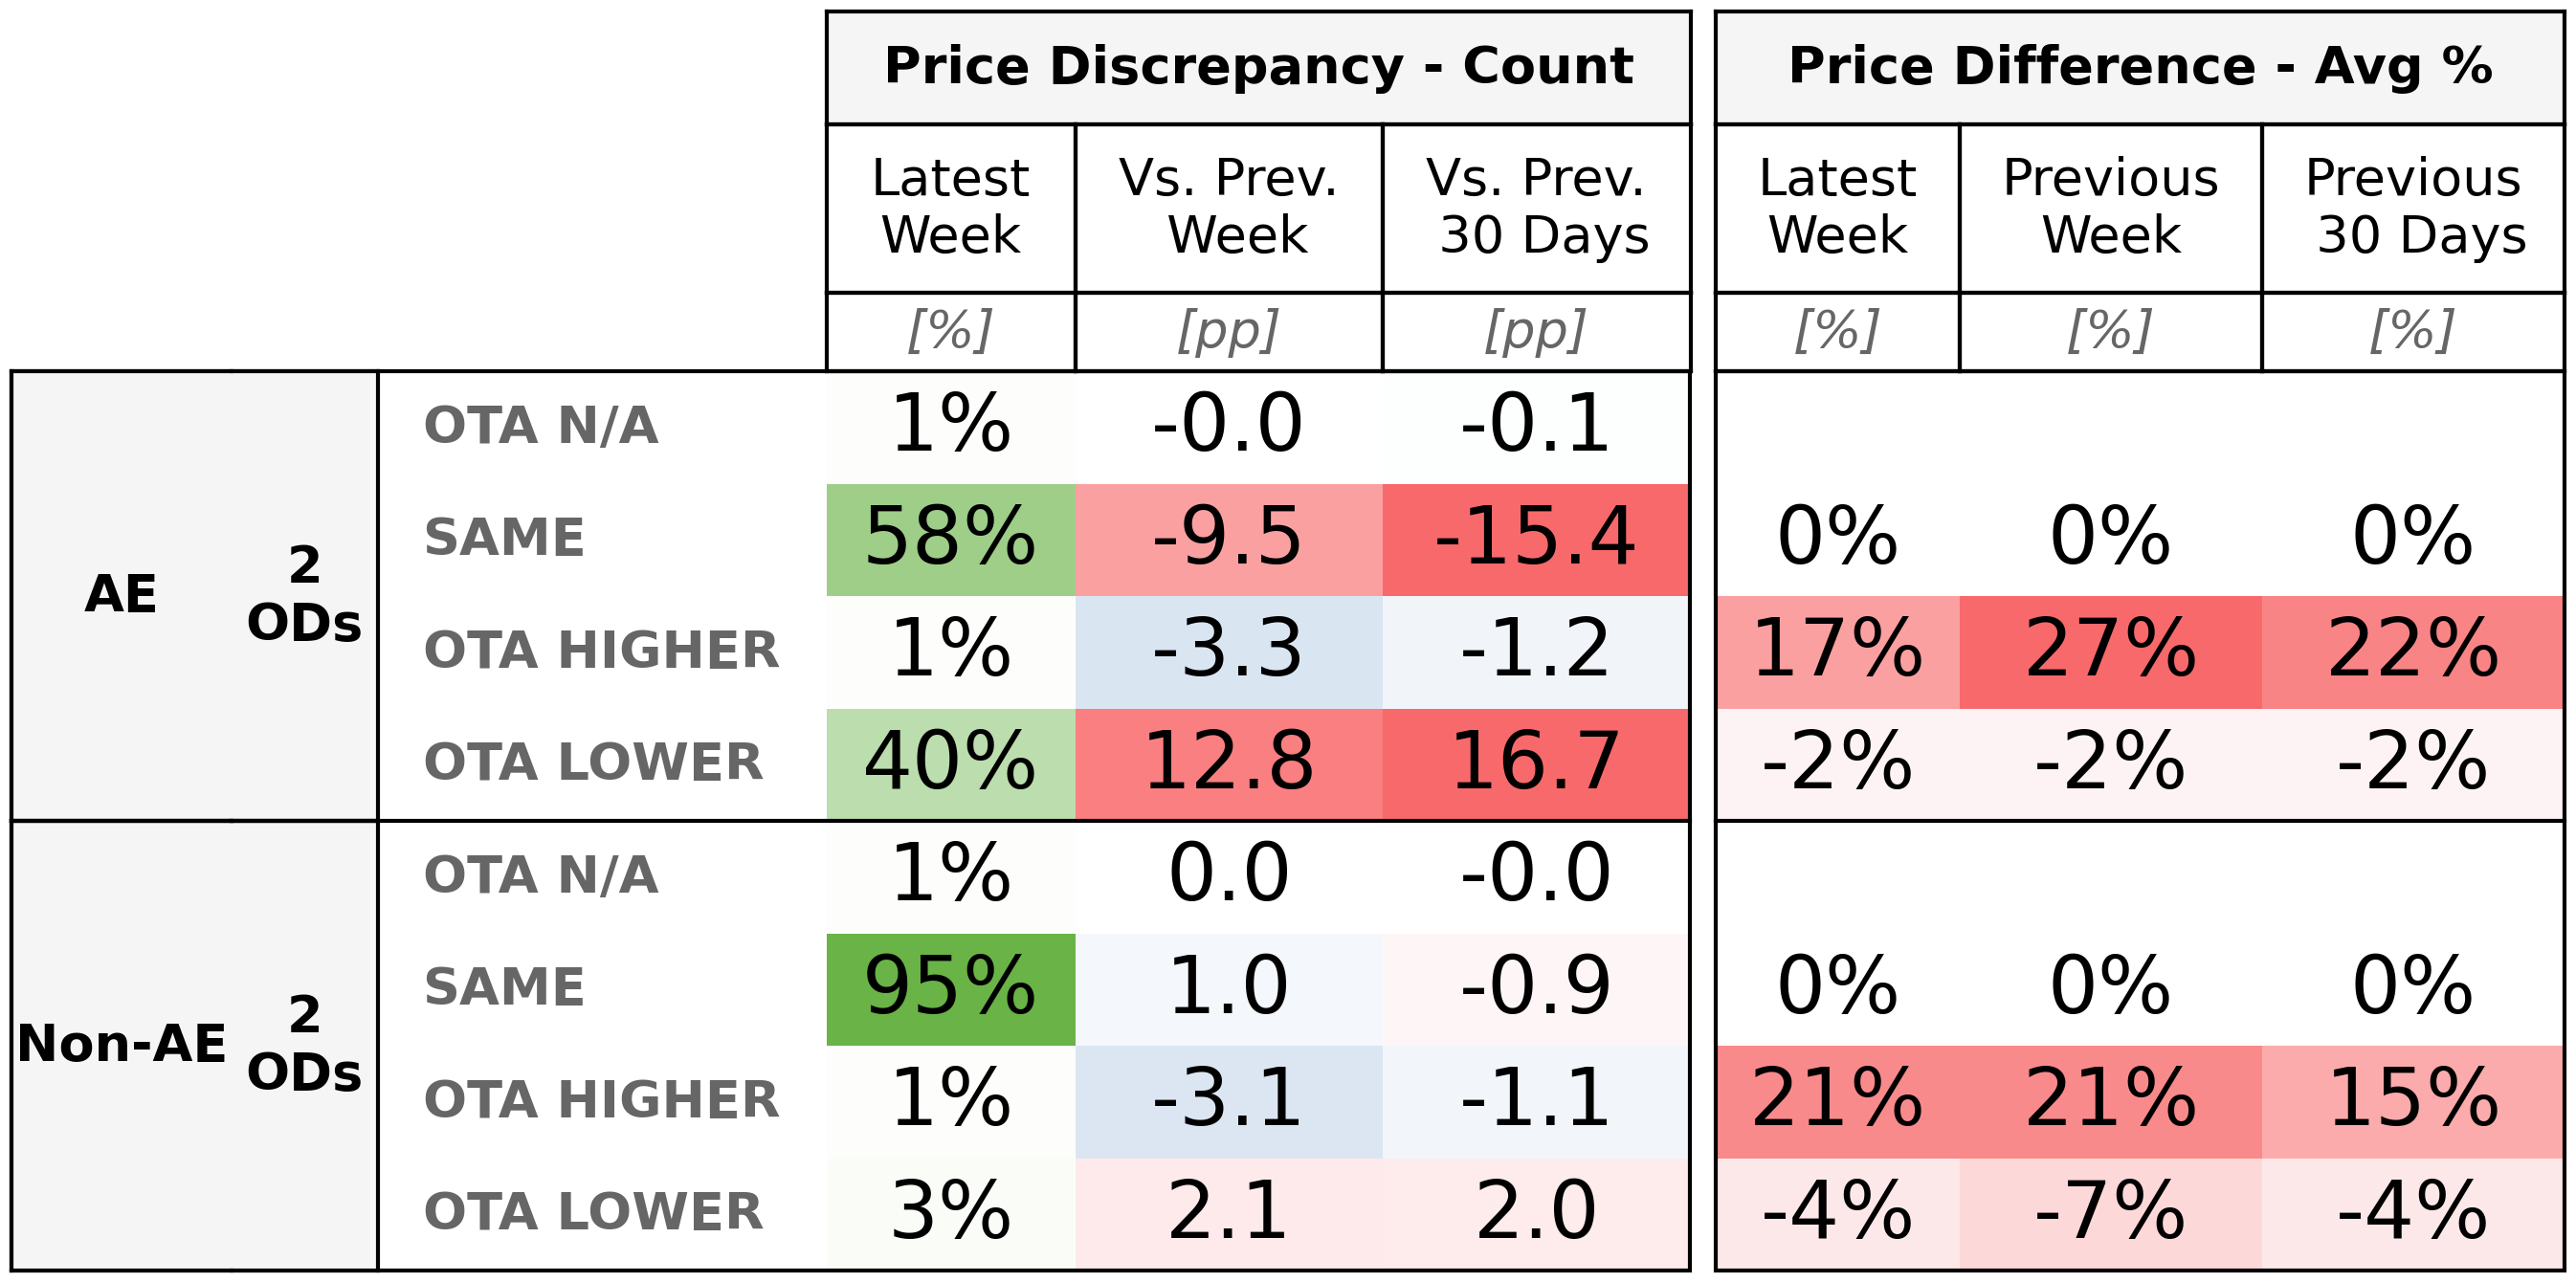 Price Discrepancy - Count Price Difference - Avg %
Latest Week Vs. Prev. Week Vs. Prev. 30 Days Latest Week Previous Week Previous 30 Days
[%] [pp] [pp] [%] [%] [%]
AE 2 ODs
OTA N/A 1% -0.0 -0.1
SAME 58% -9.5 -15.4 0% 0% 0%
OTA HIGHER 1% -3.3 -1.2 17% 27% 22%
OTA LOWER 40% 12.8 16.7 -2% -2% -2%
Non-AE 2 ODs
OTA N/A 1% 0.0 -0.0
SAME 95% 1.0 -0.9 0% 0% 0%
OTA HIGHER 1% -3.1 -1.1 21% 21% 15%
OTA LOWER 3% 2.1 2.0 -4% -7% -4%